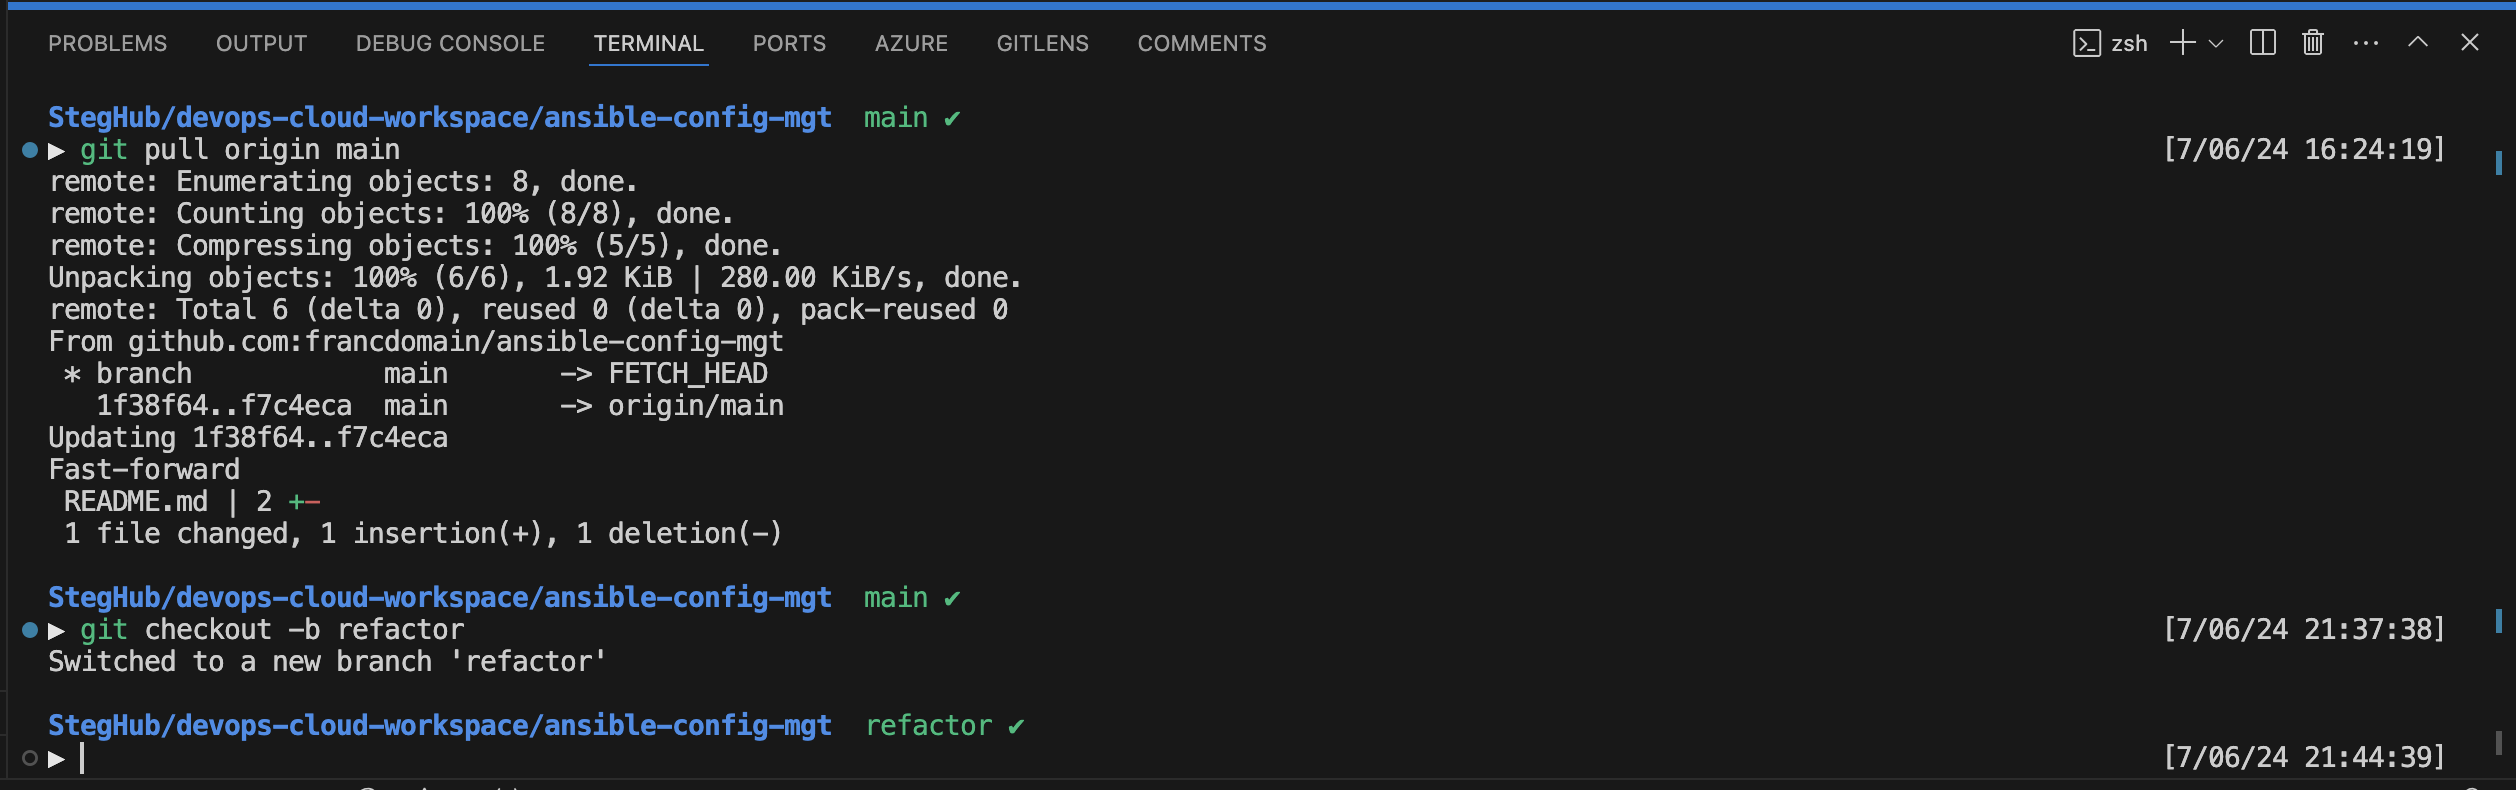 PROBLEMS OUTPUT DEBUG CONSOLE TERMINAL PORTS AZURE GITLENS COMMENTS zsh
StegHub/devops-cloud-workspace/ansible-config-mgt main ✔
▶ git pull origin main [7/06/24 16:24:19]
remote: Enumerating objects: 8, done.
remote: Counting objects: 100% (8/8), done.
remote: Compressing objects: 100% (5/5), done.
Unpacking objects: 100% (6/6), 1.92 KiB | 280.00 KiB/s, done.
remote: Total 6 (delta 0), reused 0 (delta 0), pack-reused 0
From github.com:francdomain/ansible-config-mgt
 * branch            main       -> FETCH_HEAD
   1f38f64..f7c4eca  main       -> origin/main
Updating 1f38f64..f7c4eca
Fast-forward
 README.md | 2 +-
 1 file changed, 1 insertion(+), 1 deletion(-)
StegHub/devops-cloud-workspace/ansible-config-mgt main ✔
▶ git checkout -b refactor [7/06/24 21:37:38]
Switched to a new branch 'refactor'
StegHub/devops-cloud-workspace/ansible-config-mgt refactor ✔
▶ [7/06/24 21:44:39]